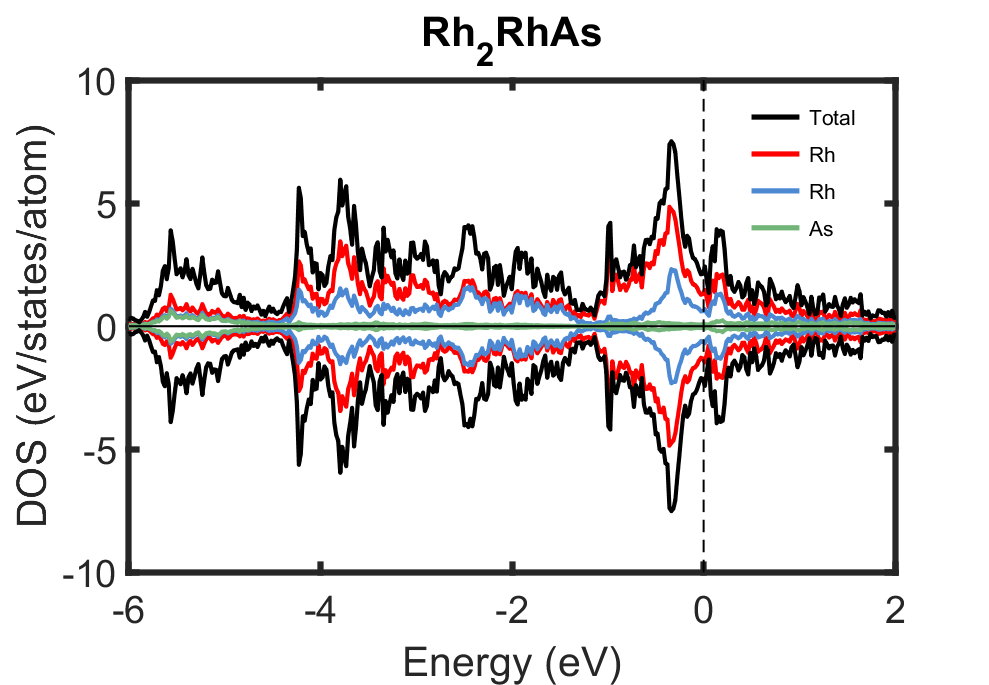 Rh2RhAs
10
5
0
-5
-10
-6
-4
-2
0
2
DOS (eV/states/atom)
Energy (eV)
Total
Rh
Rh
As